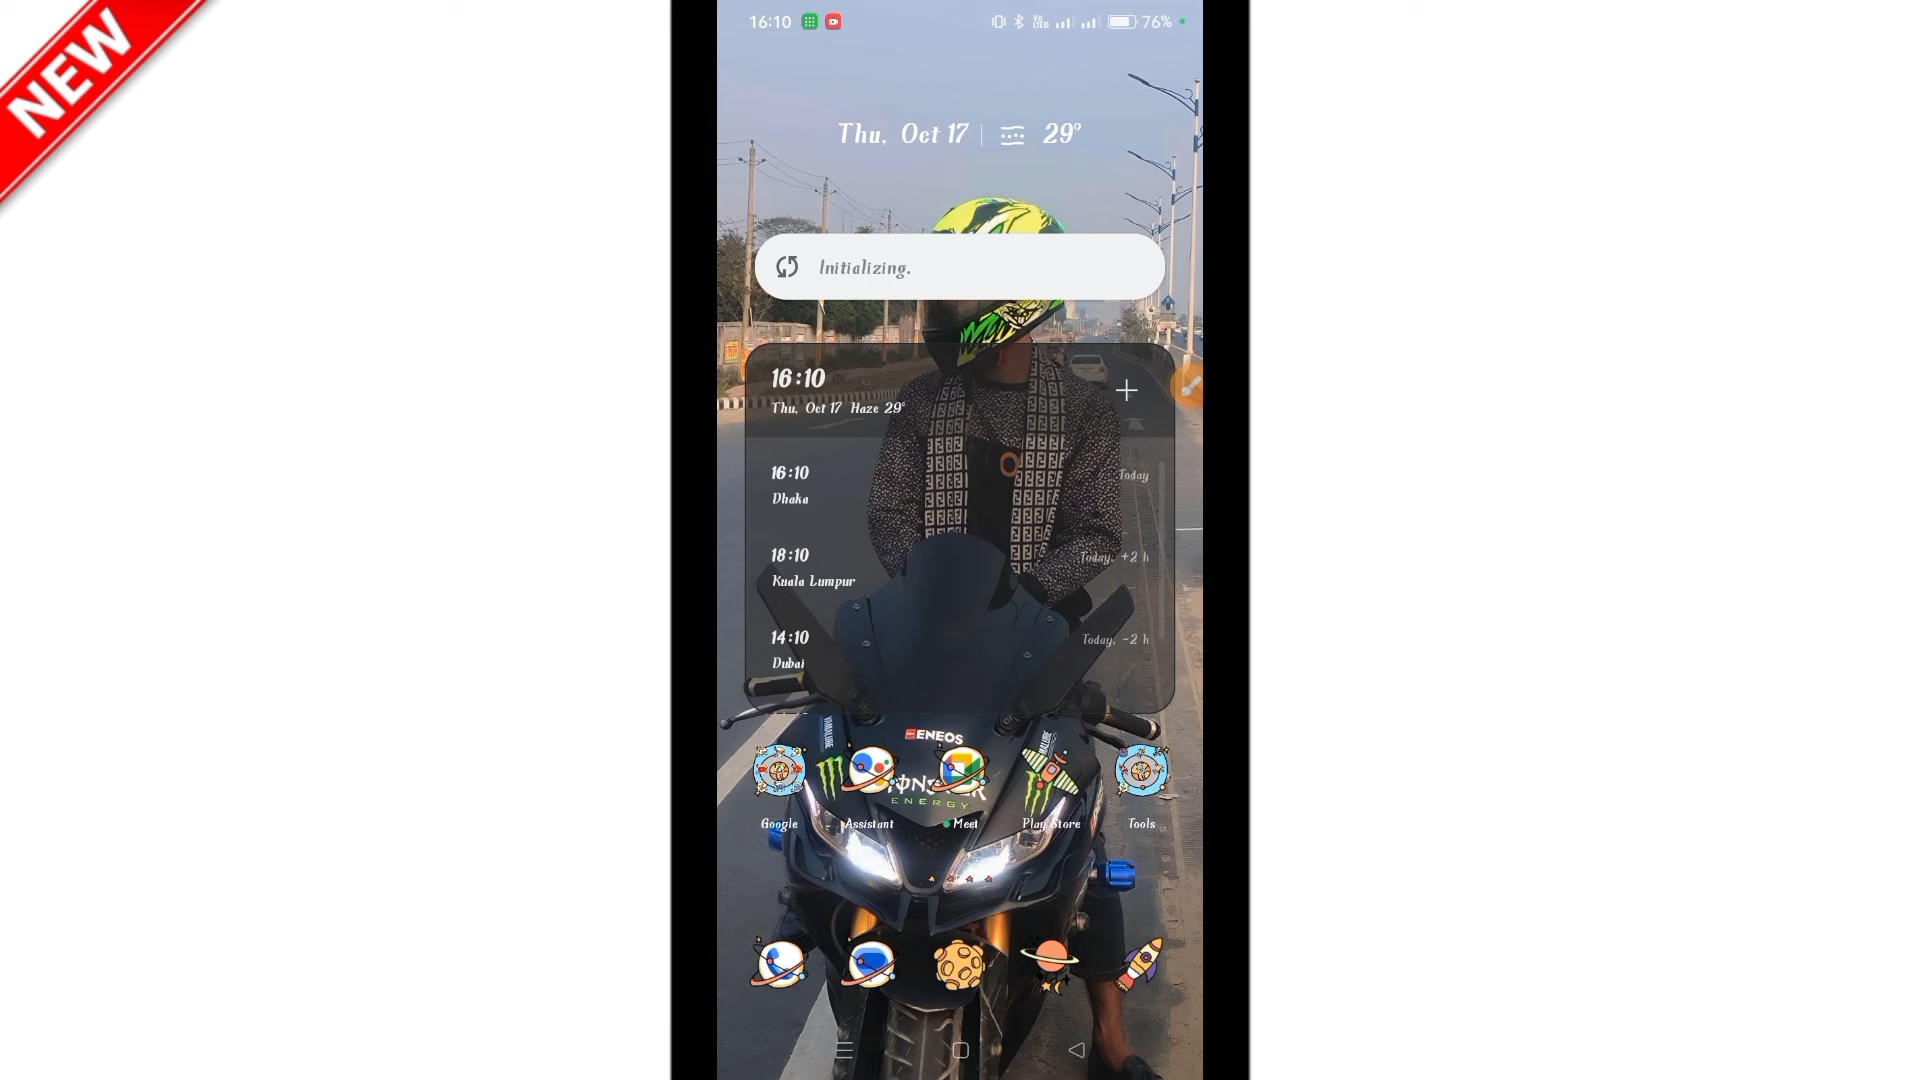 NEW
16:10
76%
Thu, Oct 17
29°
Initializing.
16:10
Thu, Oct 17 Haze 29°
16:10
Today
Dhaka
18:10
Today, +2 h
Kuala Lumpur
14:10
Today, -2 h
Dubai
ENEOS
ENERGY
Google
Assistant
Meet
Play Store
Tools